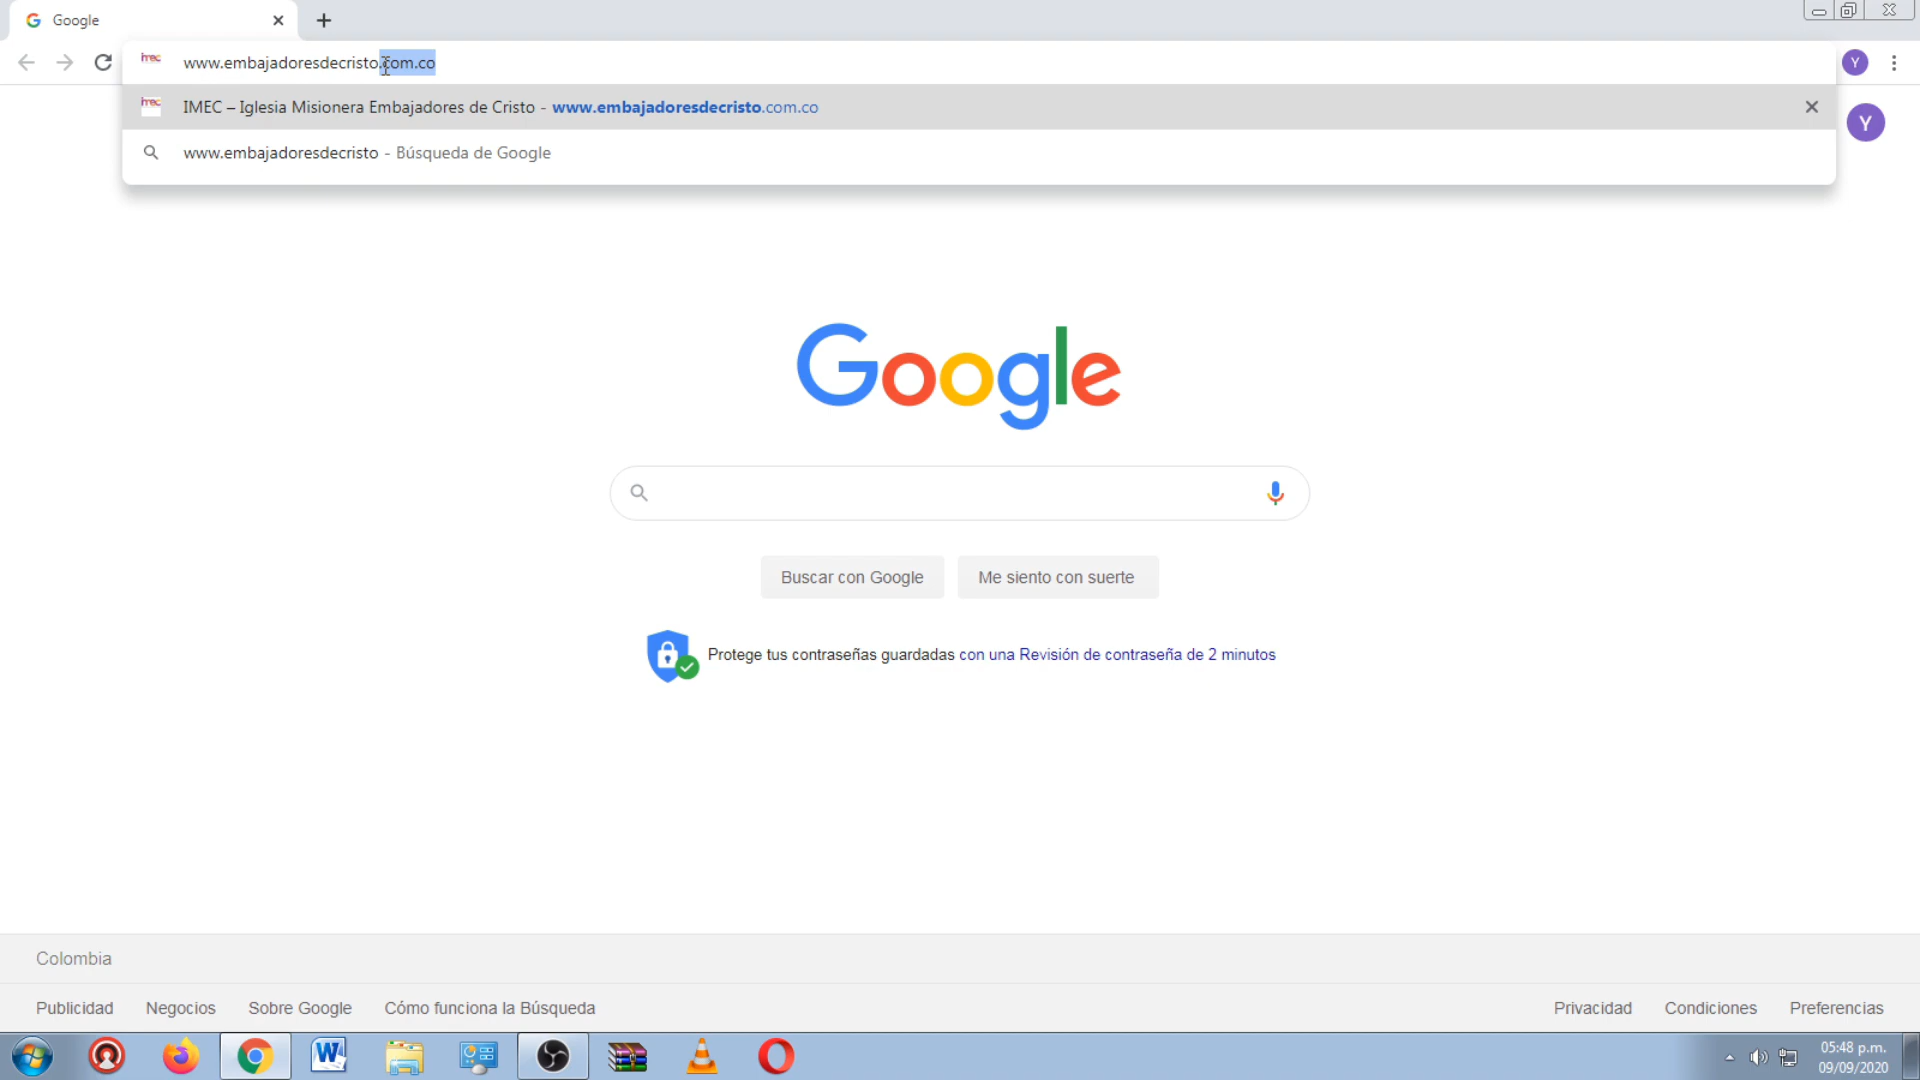 Google
www.embajadoresdecristo.com.co
Y
imec IMEC – Iglesia Misionera Embajadores de Cristo - www.embajadoresdecristo.com.co
www.embajadoresdecristo - Búsqueda de Google
Y
Google
Buscar con Google
Me siento con suerte
Protege tus contraseñas guardadas con una Revisión de contraseña de 2 minutos
Colombia
Publicidad Negocios Sobre Google Cómo funciona la Búsqueda Privacidad Condiciones Preferencias
05:48 p.m.
09/09/2020